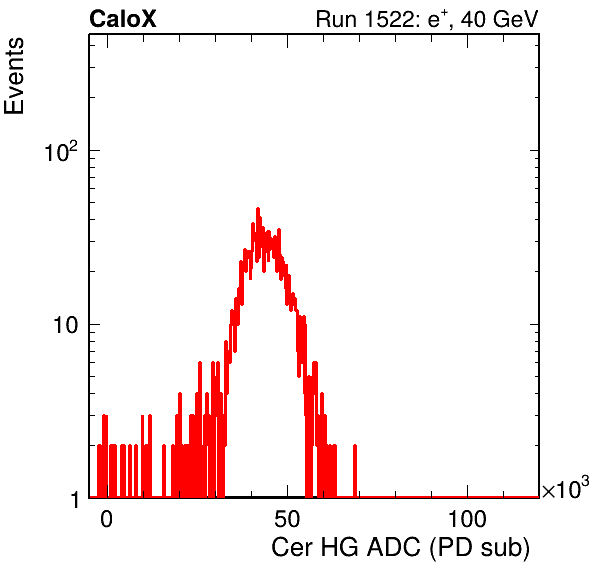 CaloX Run 1522: e⁺, 40 GeV
Events
10²
10
1
0 50 100 ×10³
Cer HG ADC (PD sub)